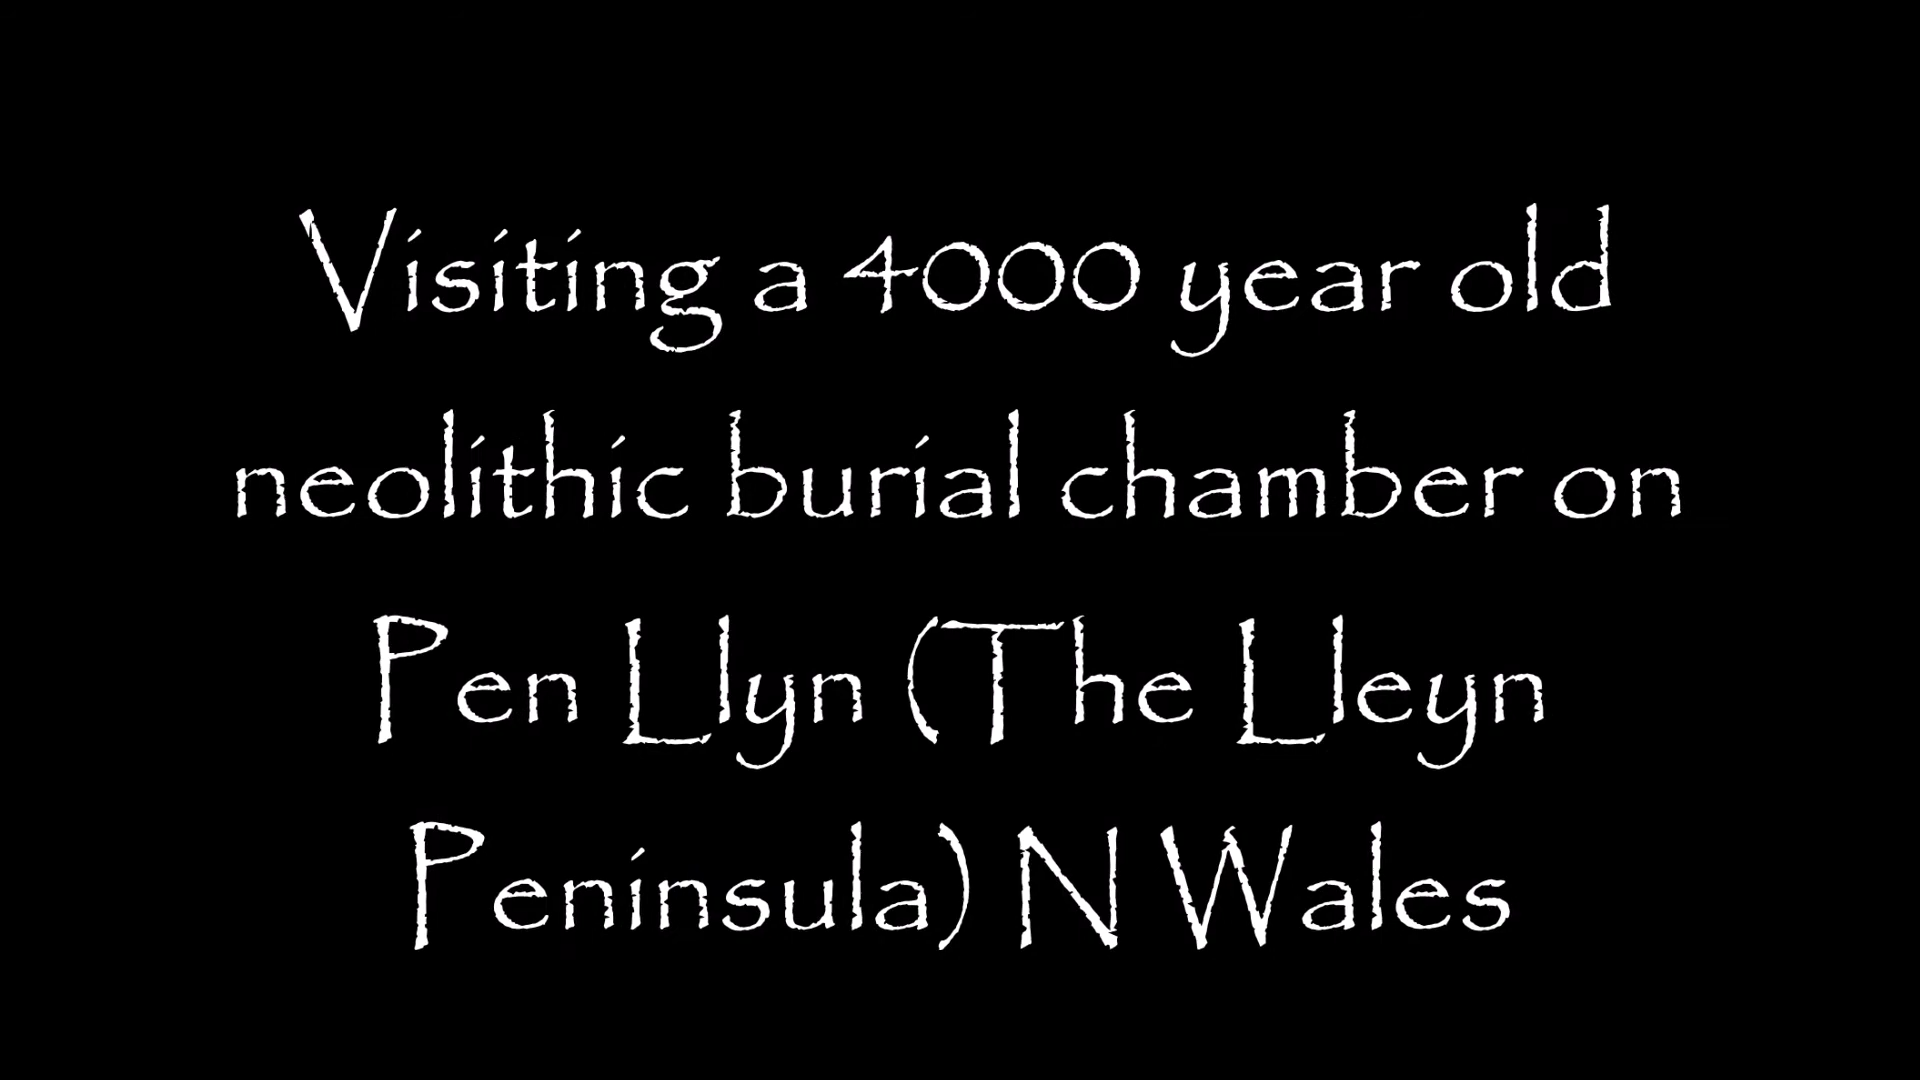 Visiting a 4000 year old
neolithic burial chamber on
Pen Llyn (The Lleyn
Peninsula) N Wales